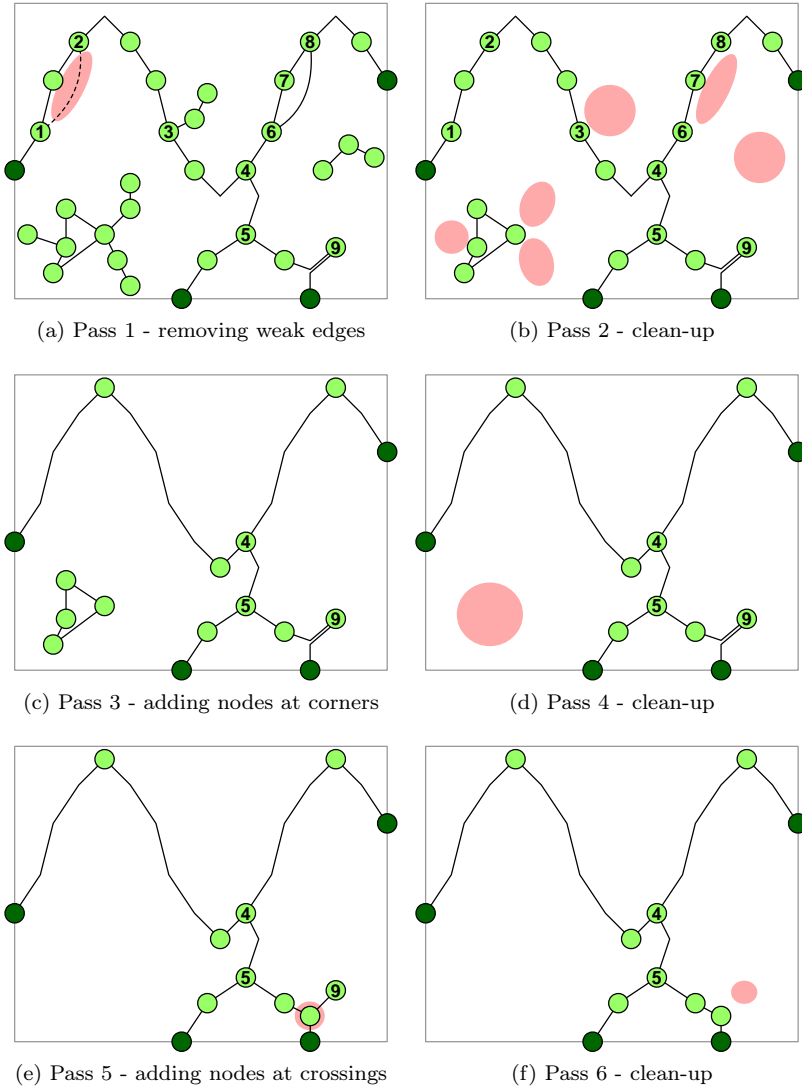 2 8
7
1 3 6
4
5 9
(a) Pass 1 - removing weak edges
2 8
7
1 3 6
4
5 9
(b) Pass 2 - clean-up
4
5 9
(c) Pass 3 - adding nodes at corners
4
5 9
(d) Pass 4 - clean-up
4
5 9
(e) Pass 5 - adding nodes at crossings
4
5
(f) Pass 6 - clean-up